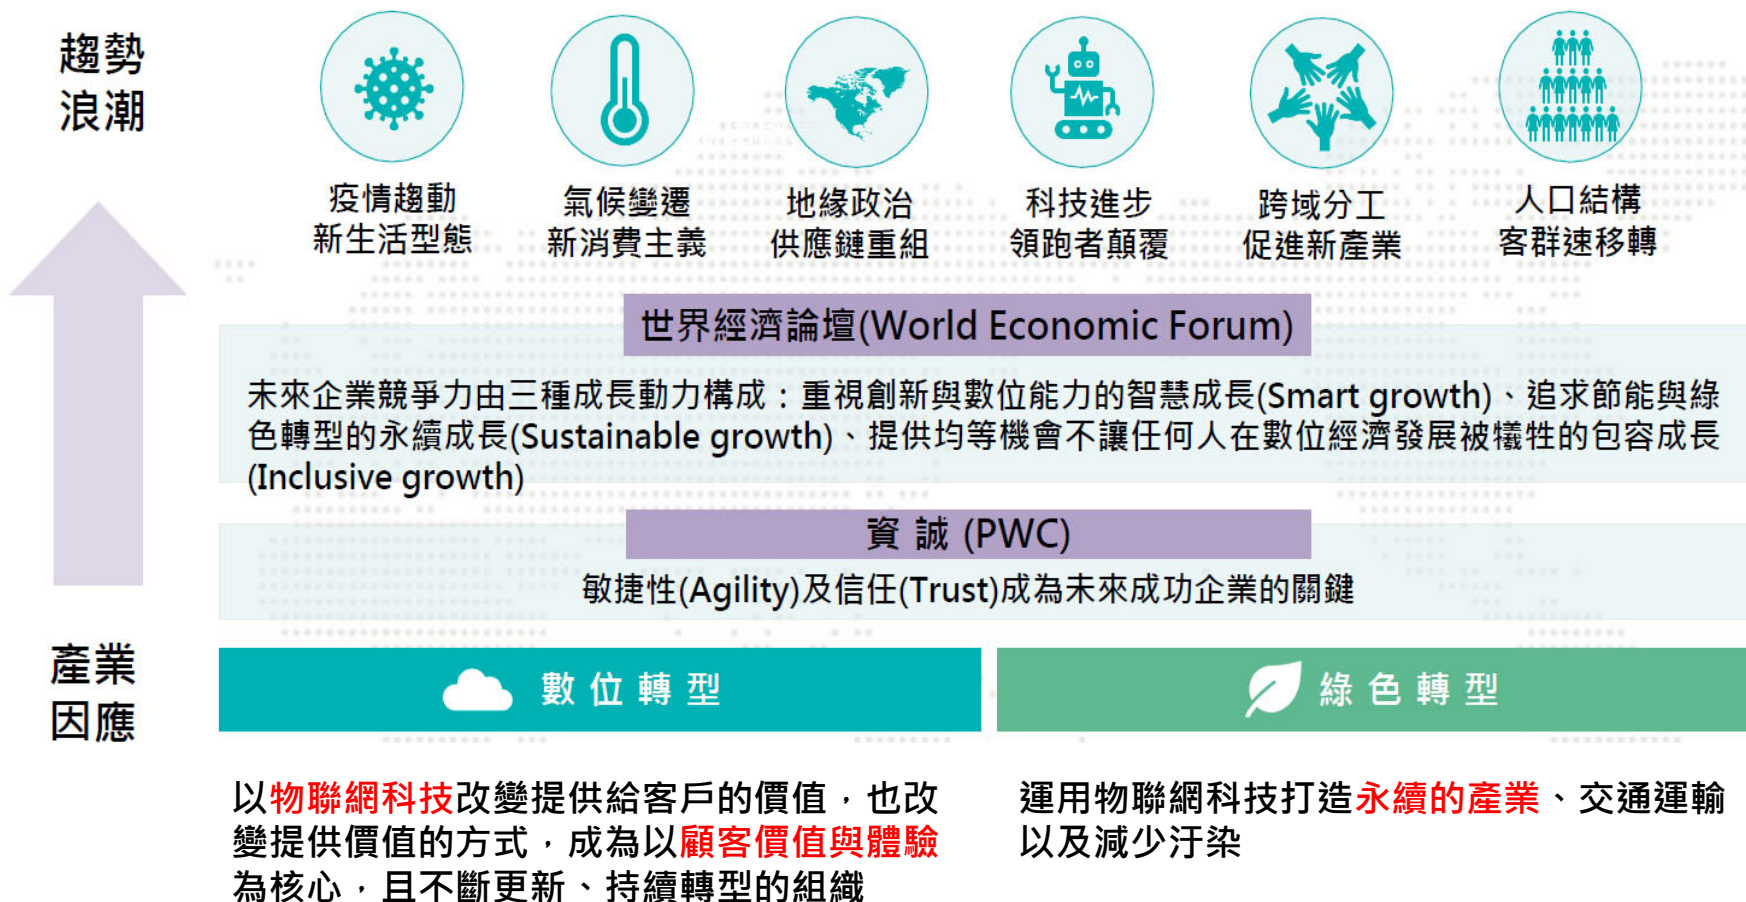 趨勢
浪潮
疫情趨動
新生活型態
氣候變遷
新消費主義
地緣政治
供應鏈重組
科技進步
領跑者顛覆
跨域分工
促進新產業
人口結構
客群速移轉
世界經濟論壇(World Economic Forum)
未來企業競爭力由三種成長動力構成：重視創新與數位能力的智慧成長(Smart growth)、追求節能與綠
色轉型的永續成長(Sustainable growth)、提供均等機會不讓任何人在數位經濟發展被犧牲的包容成長
(Inclusive growth)
資 誠 (PWC)
敏捷性(Agility)及信任(Trust)成為未來成功企業的關鍵
產業
因應
數位轉型
綠色轉型
以物聯網科技改變提供給客戶的價值，也改
變提供價值的方式，成為以顧客價值與體驗
為核心，且不斷更新、持續轉型的組織
運用物聯網科技打造永續的產業、交通運輸
以及減少汙染